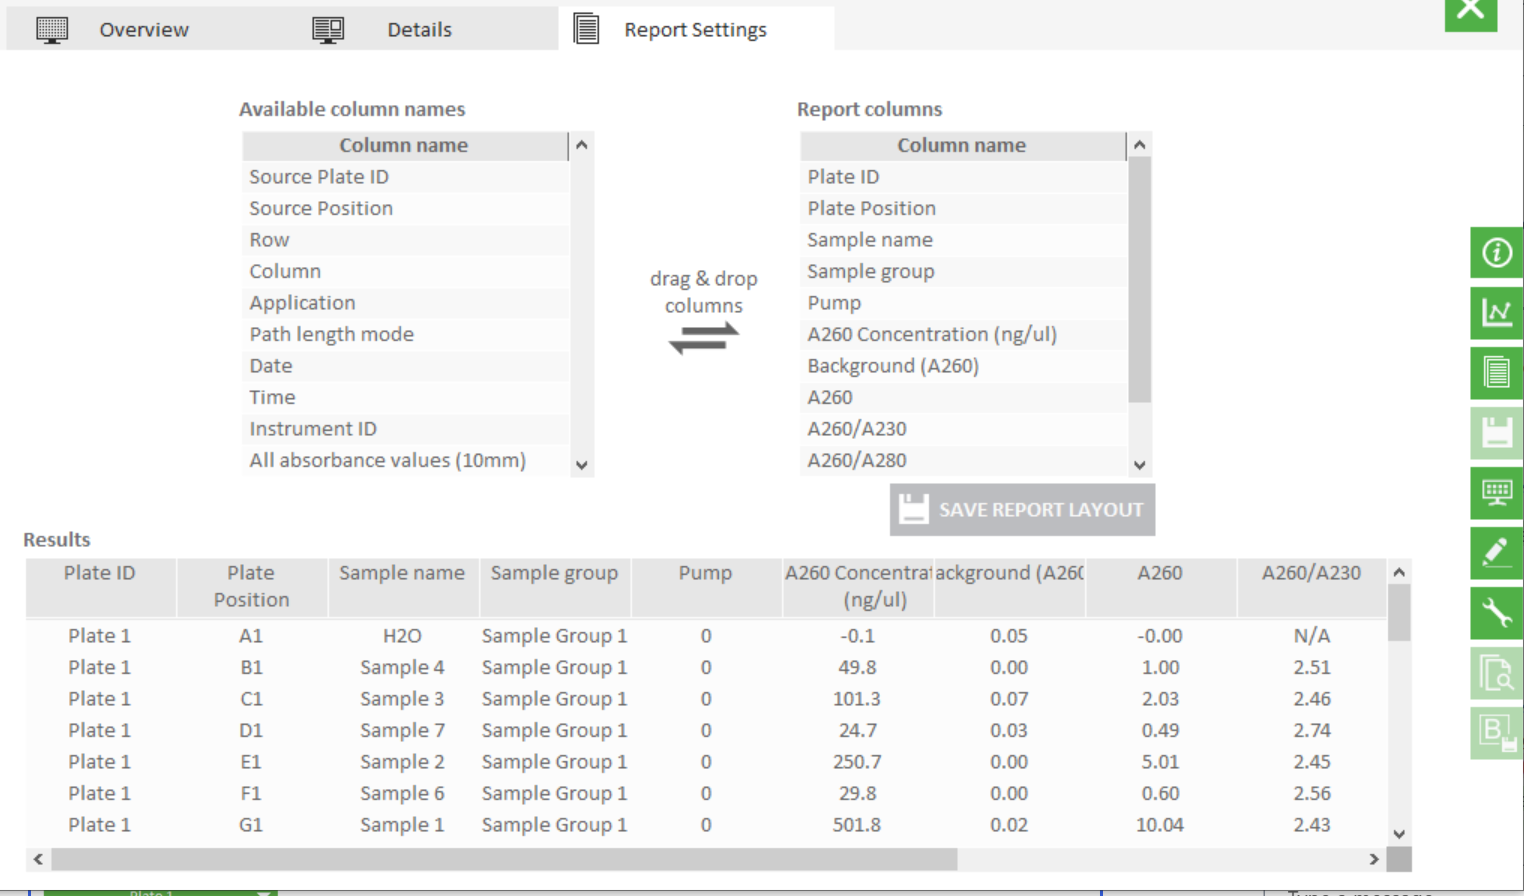 Overview Details Report Settings
Available column names Report columns
Column name
Source Plate ID
Source Position
Row
Column
Application
Path length mode
Date
Time
Instrument ID
All absorbance values (10mm)
drag & drop
columns
Column name
Plate ID
Plate Position
Sample name
Sample group
Pump
A260 Concentration (ng/ul)
Background (A260)
A260
A260/A230
A260/A280
SAVE REPORT LAYOUT
Results
Plate ID Plate Position Sample name Sample group Pump A260 Concentrat (ng/ul) ackground (A260 A260 A260/A230
Plate 1 A1 H2O Sample Group 1 0 -0.1 0.05 -0.00 N/A
Plate 1 B1 Sample 4 Sample Group 1 0 49.8 0.00 1.00 2.51
Plate 1 C1 Sample 3 Sample Group 1 0 101.3 0.07 2.03 2.46
Plate 1 D1 Sample 7 Sample Group 1 0 24.7 0.03 0.49 2.74
Plate 1 E1 Sample 2 Sample Group 1 0 250.7 0.00 5.01 2.45
Plate 1 F1 Sample 6 Sample Group 1 0 29.8 0.00 0.60 2.56
Plate 1 G1 Sample 1 Sample Group 1 0 501.8 0.02 10.04 2.43
B
Plate 1 Type a message